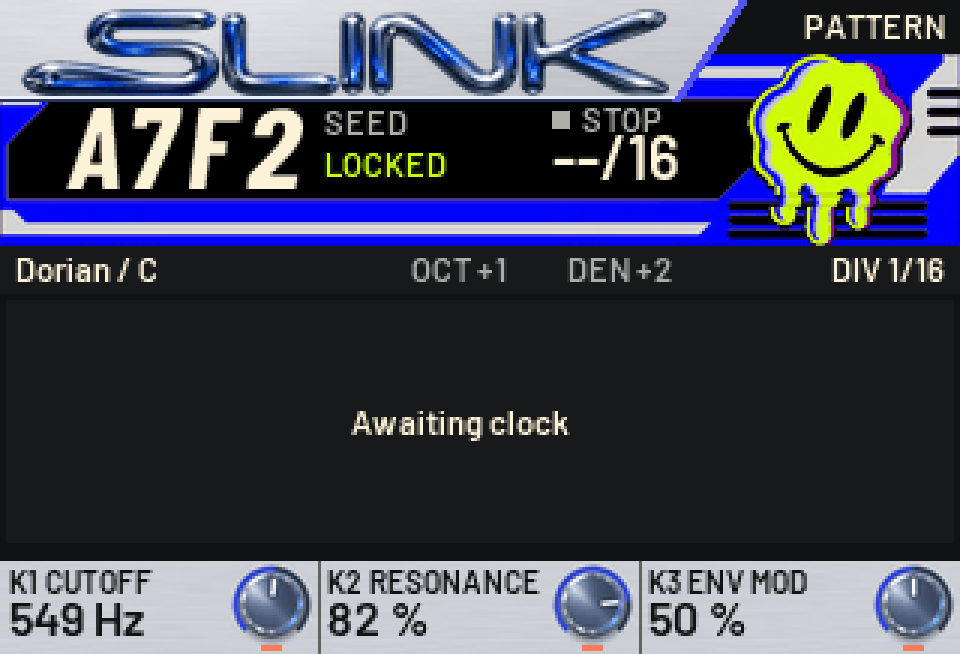 SLINK
PATTERN
A7F2
SEED
LOCKED
STOP
--/16
Dorian / C
OCT +1
DEN +2
DIV 1/16
Awaiting clock
K1 CUTOFF
549 Hz
K2 RESONANCE
82 %
K3 ENV MOD
50 %